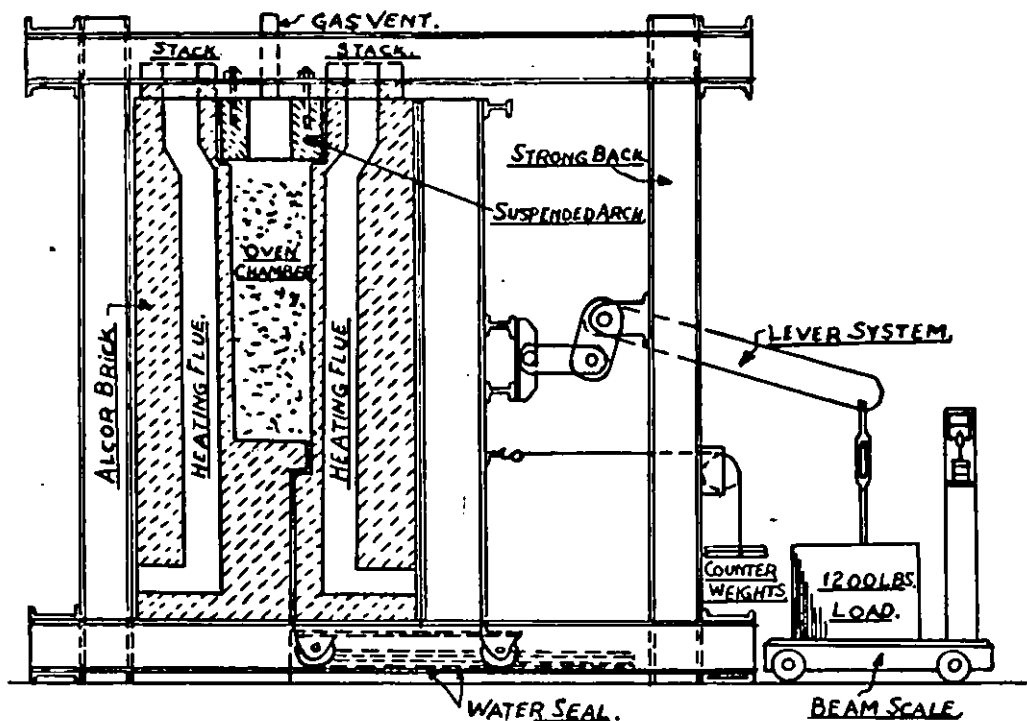 GAS VENT.
STACK
STACK.
STRONG BACK
SUSPENDED ARCH
OVEN
CHAMBER
LEVER SYSTEM.
ALCOR BRICK
HEATING FLUE.
HEATING FLUE
COUNTER
WEIGHTS
1200 LBS.
LOAD.
WATER SEAL.
BEAM SCALE